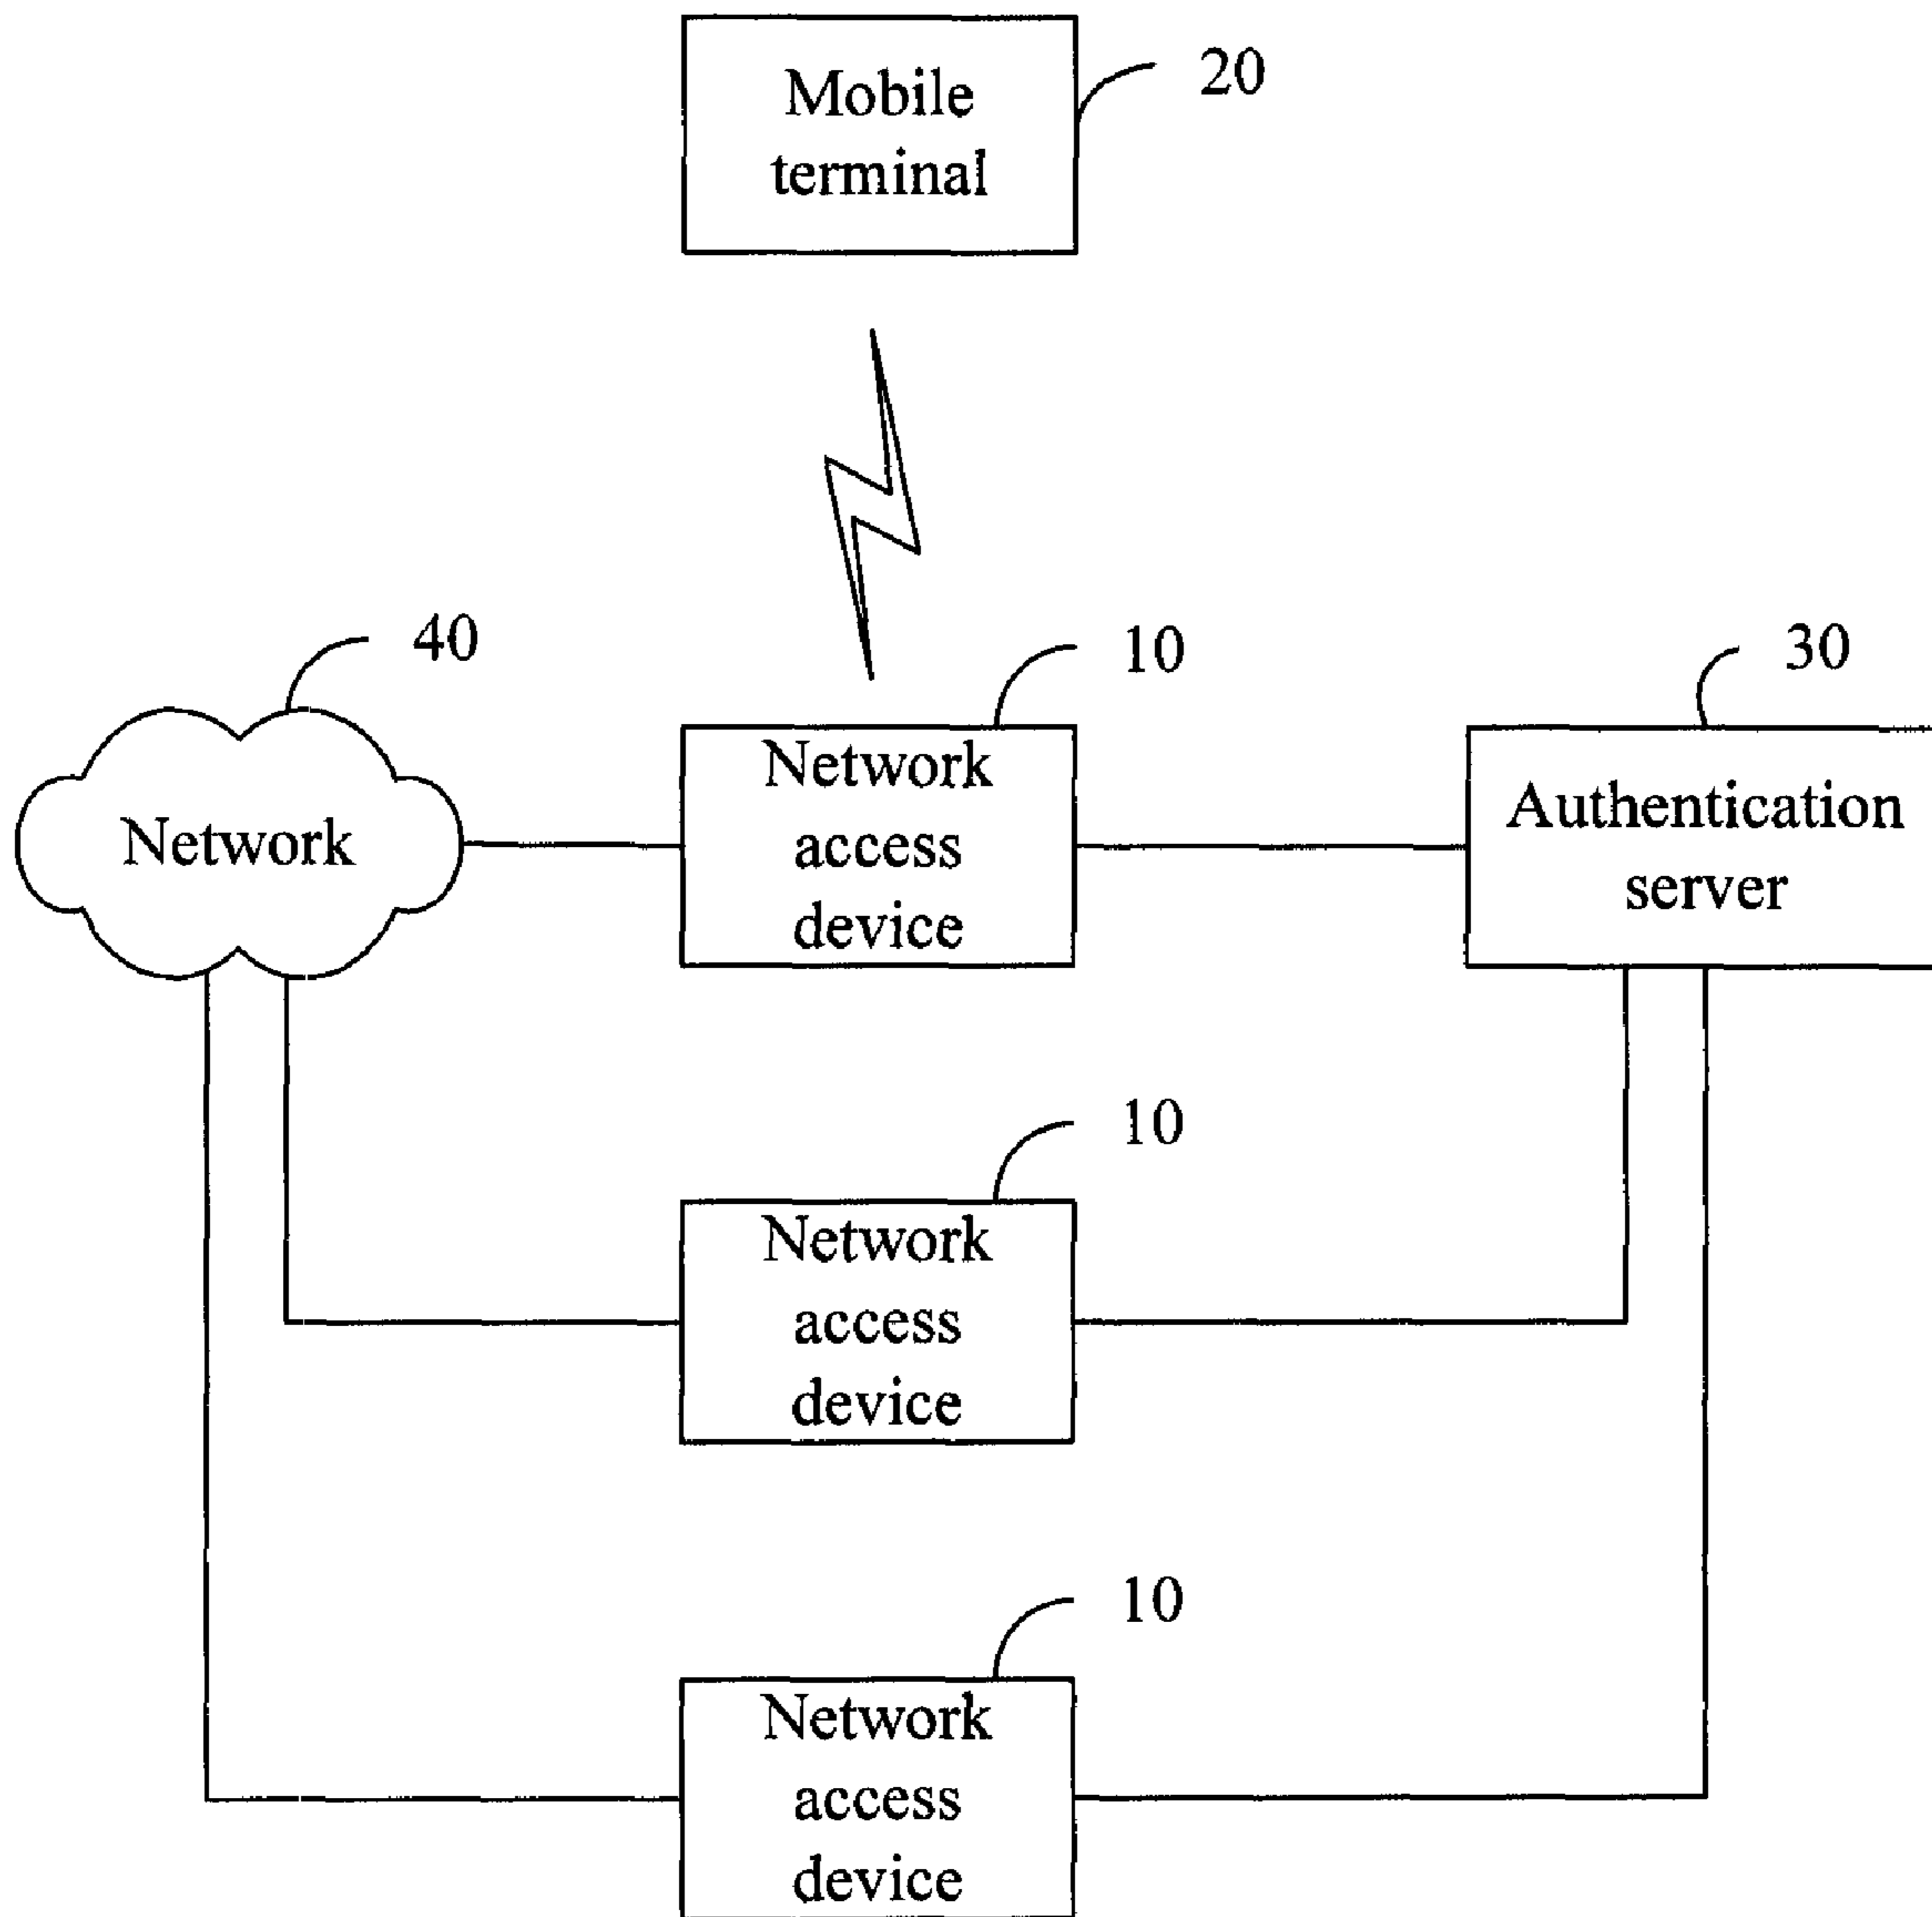 Mobile
terminal
20
40
10
30
Network
Network
access
device
Authentication
server
10
Network
access
device
10
Network
access
device